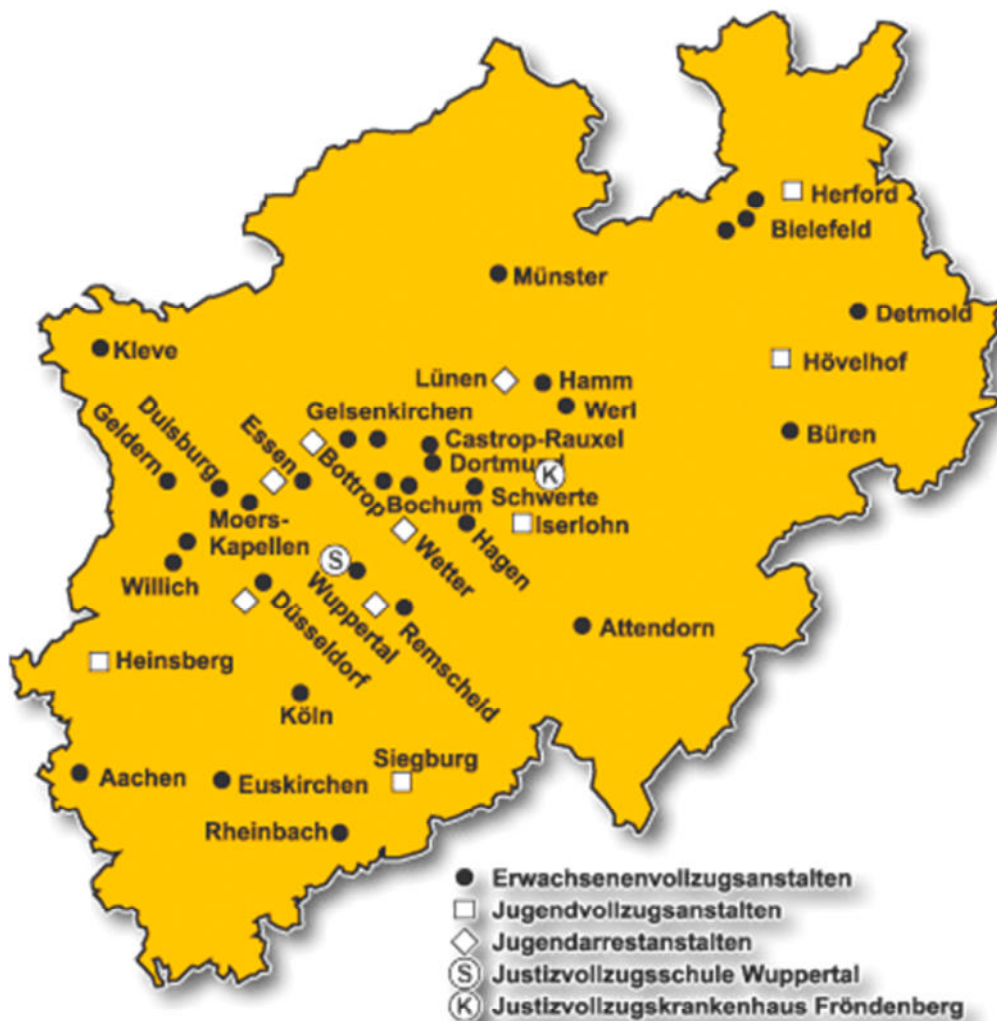 Herford
Bielefeld
Münster
Detmold
Kleve
Hövelhof
Lünen
Hamm
Werl
Gelsenkirchen
Büren
Castrop-Rauxel
Dortmund
K
Geldern
Duisburg
Essen
Bottrop
Bochum
Schwerte
Iserlohn
Moers-
Kapellen
Hagen
Wetter
S
Willich
Wuppertal
Düsseldorf
Remscheid
Attendorn
Heinsberg
Köln
Siegburg
Aachen
Euskirchen
Rheinbach
Erwachsenenvollzugsanstalten
Jugendvollzugsanstalten
Jugendarrestanstalten
S Justizvollzugsschule Wuppertal
K Justizvollzugskrankenhaus Fröndenberg